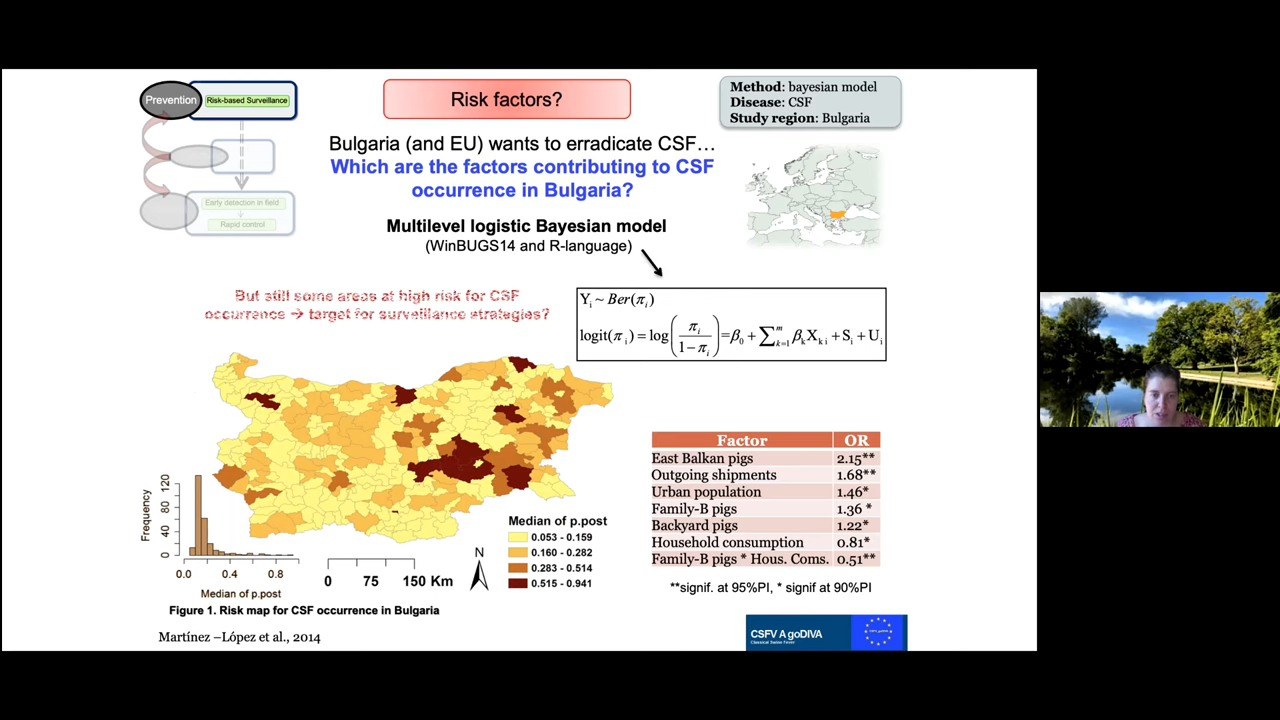 Prevention
Risk-based Surveillance
Early detection in field
Rapid control
Risk factors?
Method: bayesian model
Disease: CSF
Study region: Bulgaria
Bulgaria (and EU) wants to erradicate CSF…
Which are the factors contributing to CSF
occurrence in Bulgaria?
Multilevel logistic Bayesian model
(WinBUGS14 and R-language)
Yi ~ Ber(πi)
logit(πi) = log(πi / 1−πi) =β0 + ∑k=1m βkXki + Si + Ui
But still some areas at high risk for CSF
occurrence → target for surveillance strategies?
Frequency
0 40 80 120
0.0 0.4 0.8
Median of p.post
0 75 150 Km
N
Median of p.post
0.053 - 0.159
0.160 - 0.282
0.283 - 0.514
0.515 - 0.941
Figure 1. Risk map for CSF occurrence in Bulgaria
Martínez –López et al., 2014
Factor OR
East Balkan pigs 2.15**
Outgoing shipments 1.68**
Urban population 1.46*
Family-B pigs 1.36 *
Backyard pigs 1.22*
Household consumption 0.81*
Family-B pigs * Hous. Coms. 0.51**
**signif. at 95%PI, * signif at 90%PI
CSFV A goDIVA
Classical Swine Fever